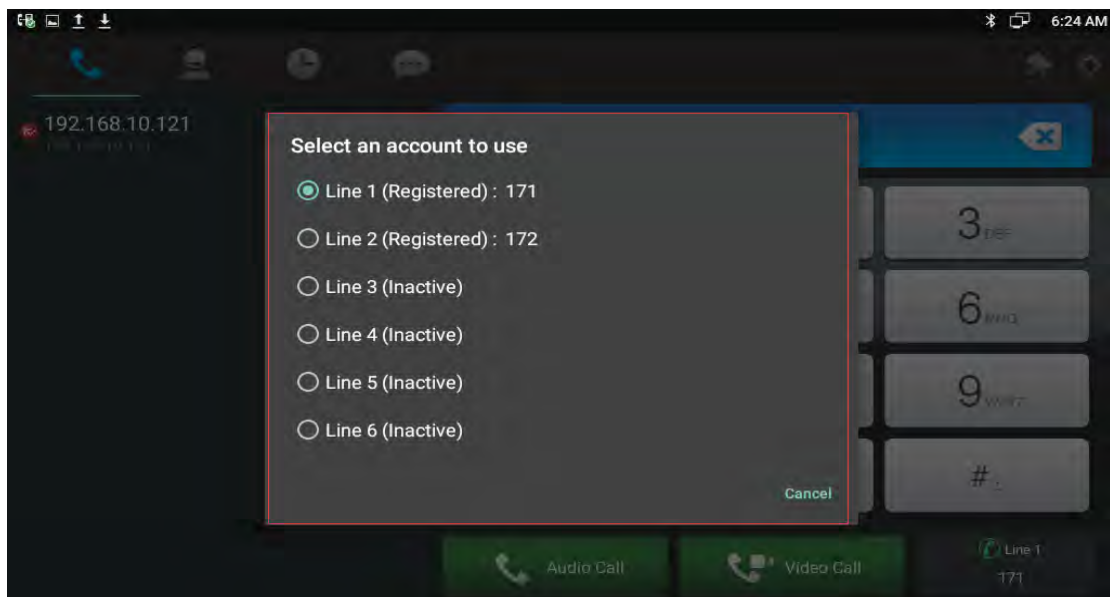 6:24 AM
192.168.10.121
Select an account to use
Line 1 (Registered) : 171
Line 2 (Registered) : 172
Line 3 (Inactive)
Line 4 (Inactive)
Line 5 (Inactive)
Line 6 (Inactive)
Cancel
3 DEF
6
9
#
Audio Call
Video Call
Line 1
171